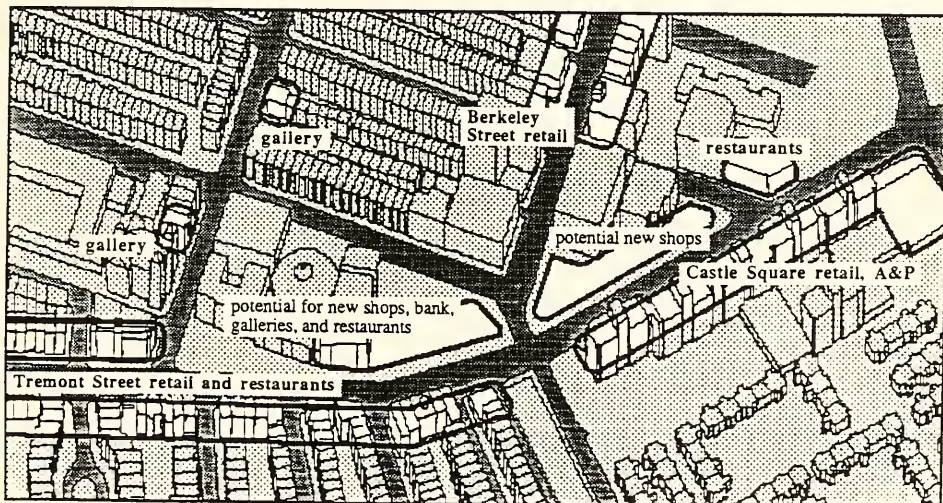 Berkeley
Street retail
gallery
restaurants
gallery
potential new shops
Castle Square retail, A&P
potential for new shops, bank,
galleries, and restaurants
Tremont Street retail and restaurants